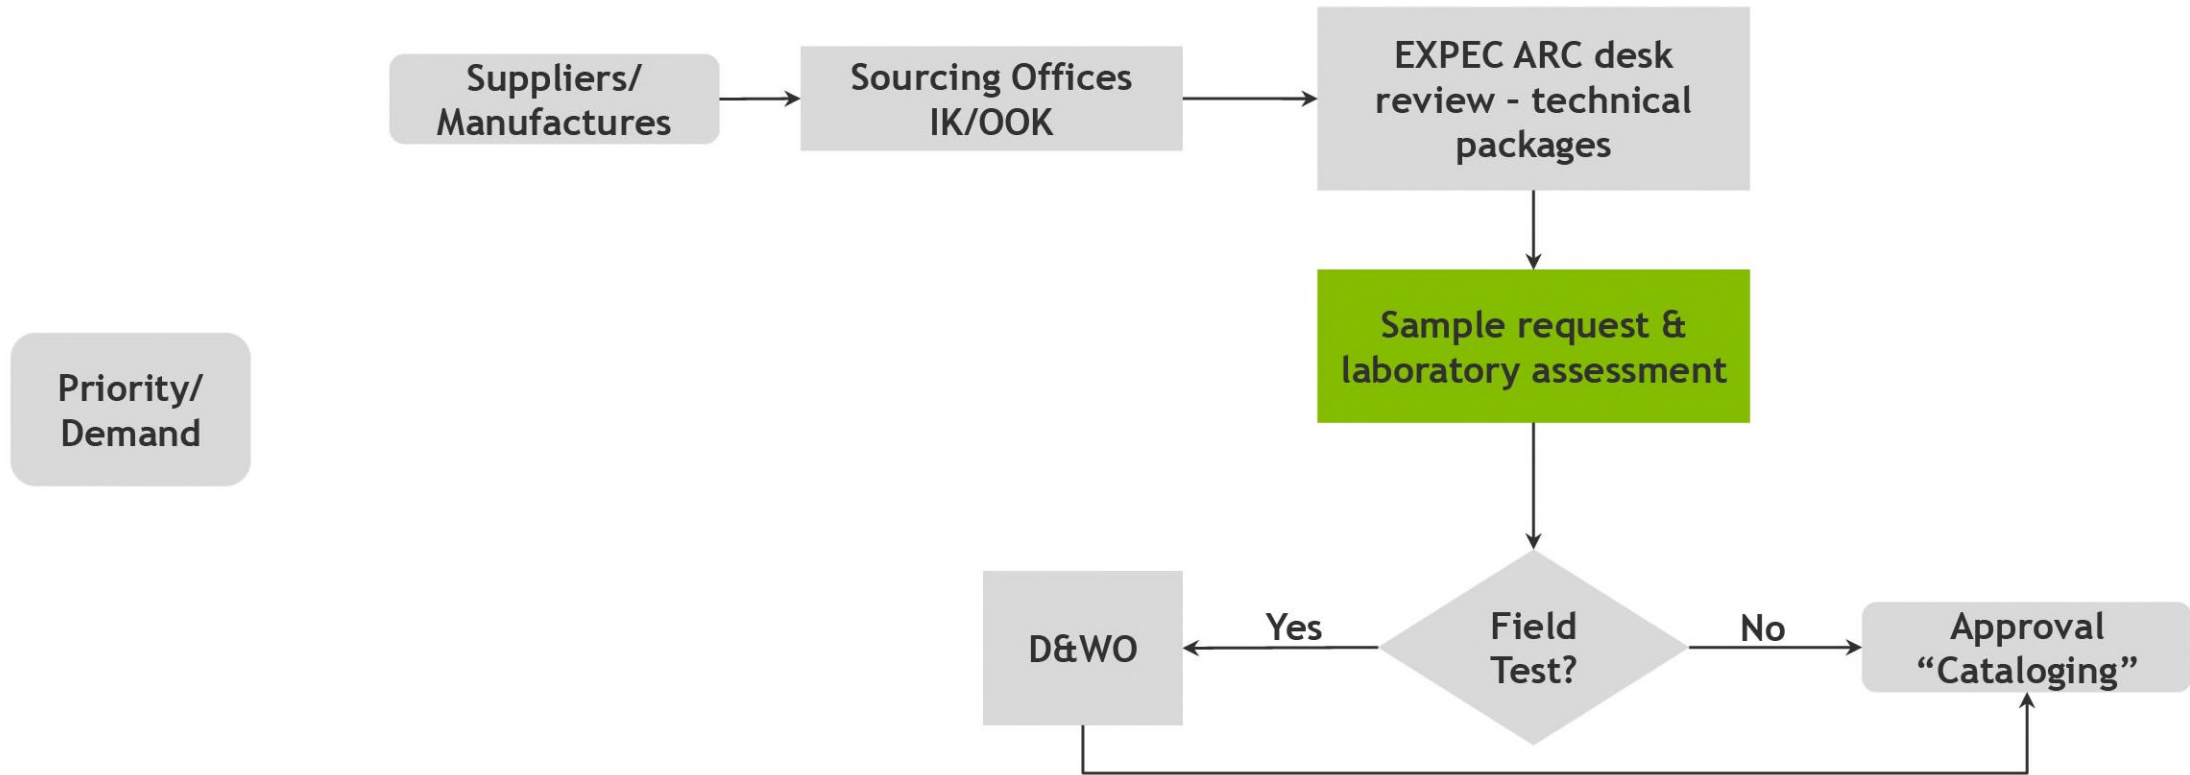 Suppliers/
Manufactures
Sourcing Offices
IK/OOK
EXPEC ARC desk
review - technical
packages
Sample request &
laboratory assessment
Priority/
Demand
D&WO
Yes
Field
Test?
No
Approval
“Cataloging”